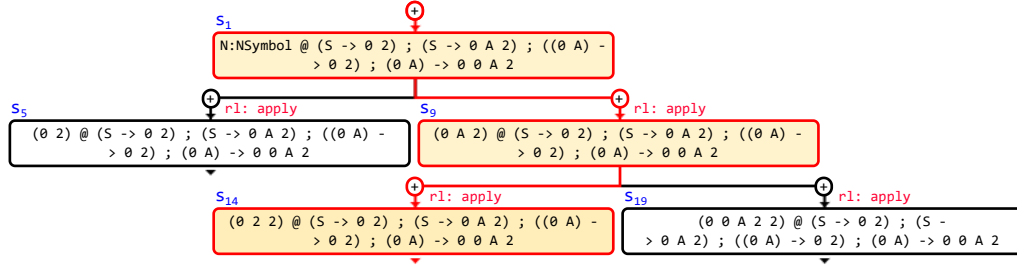 +
S1
N:NSymbol @ (S -> 0 2) ; (S -> 0 A 2) ; ((0 A) -
> 0 2) ; (0 A) -> 0 0 A 2
+
rl: apply
+
rl: apply
S5
(0 2) @ (S -> 0 2) ; (S -> 0 A 2) ; ((0 A) -
> 0 2) ; (0 A) -> 0 0 A 2
S9
(0 A 2) @ (S -> 0 2) ; (S -> 0 A 2) ; ((0 A) -
> 0 2) ; (0 A) -> 0 0 A 2
+
rl: apply
+
rl: apply
S14
(0 2 2) @ (S -> 0 2) ; (S -> 0 A 2) ; ((0 A) -
> 0 2) ; (0 A) -> 0 0 A 2
S19
(0 0 A 2 2) @ (S -> 0 2) ; (S -
> 0 A 2) ; ((0 A) -> 0 2) ; (0 A) -> 0 0 A 2